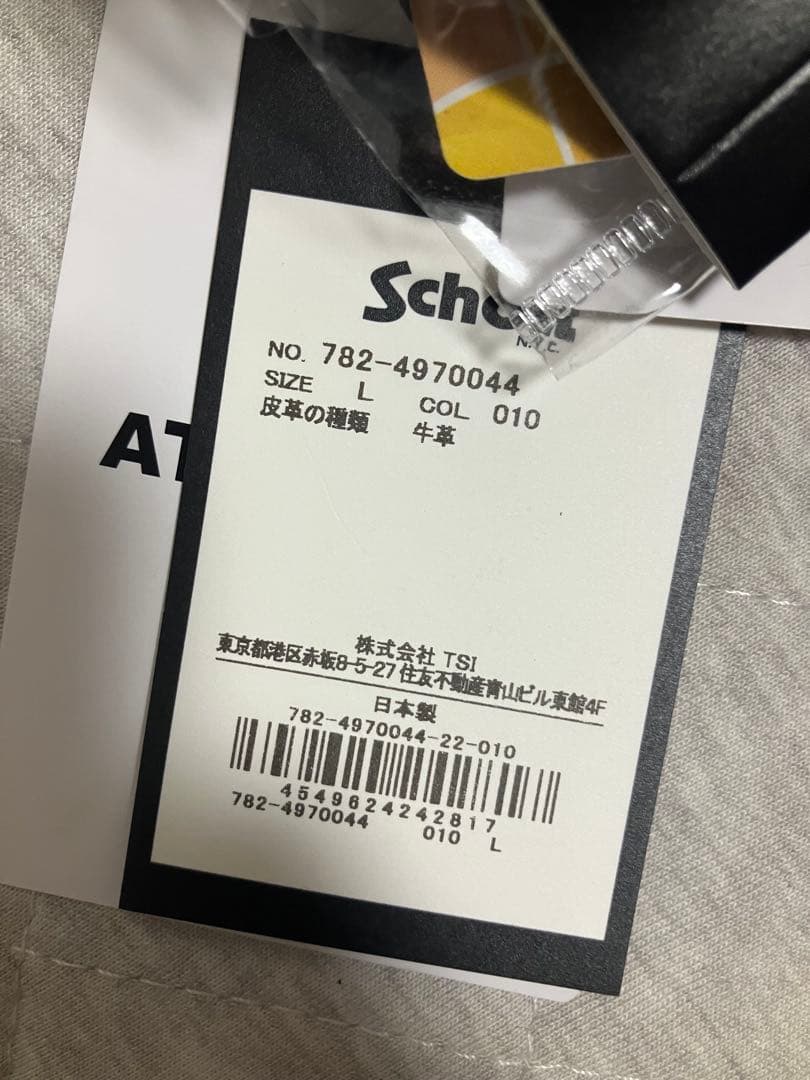 Schott
N.Y.C.
NO. 782-4970044
SIZE L COL 010
皮革の種類 牛革
AT
株式会社 TSI
東京都港区赤坂8-5-27 住友不動産青山ビル東館4F
日本製
782-4970044-22-010
4549624242817
782-4970044 010 L